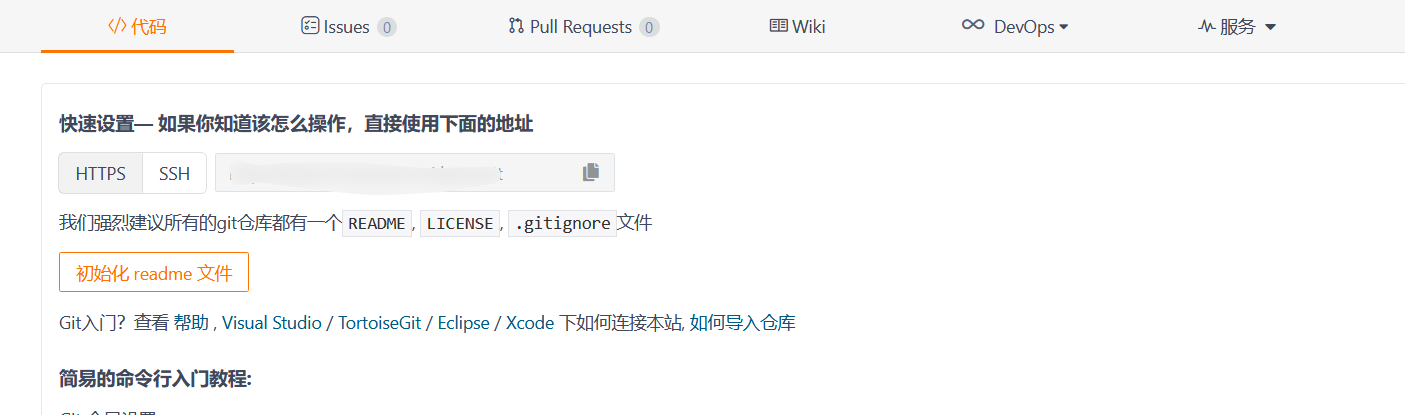 代码 Issues 0 Pull Requests 0 Wiki DevOps 服务
快速设置— 如果你知道该怎么操作，直接使用下面的地址
HTTPS SSH
我们强烈建议所有的git仓库都有一个 README, LICENSE, .gitignore 文件
初始化 readme 文件
Git入门？查看 帮助 , Visual Studio / TortoiseGit / Eclipse / Xcode 下如何连接本站, 如何导入仓库
简易的命令行入门教程: